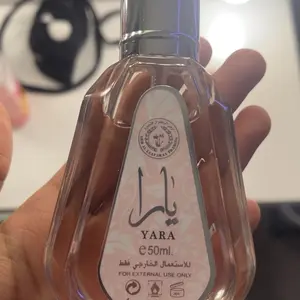 يارا
YARA
℮50ml.
للاستعمال الخارجي فقط
FOR EXTERNAL USE ONLY